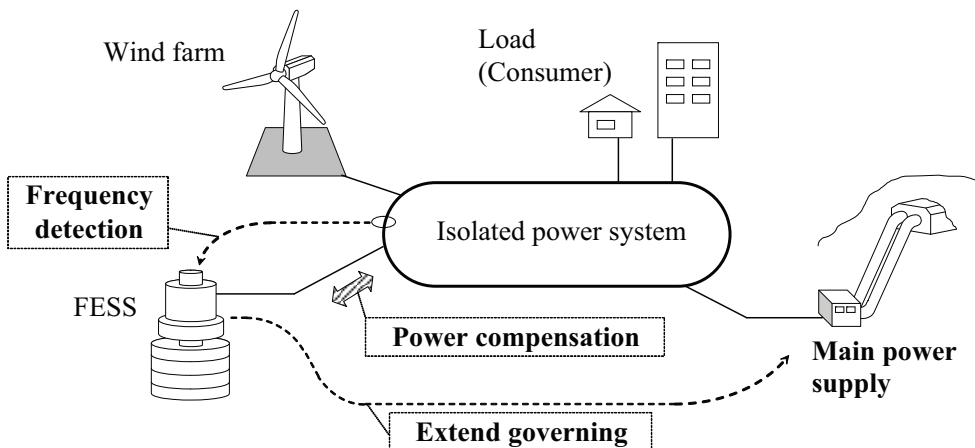 Wind farm
Load
(Consumer)
Frequency
detection
Isolated power system
FESS
Power compensation
Main power
supply
Extend governing